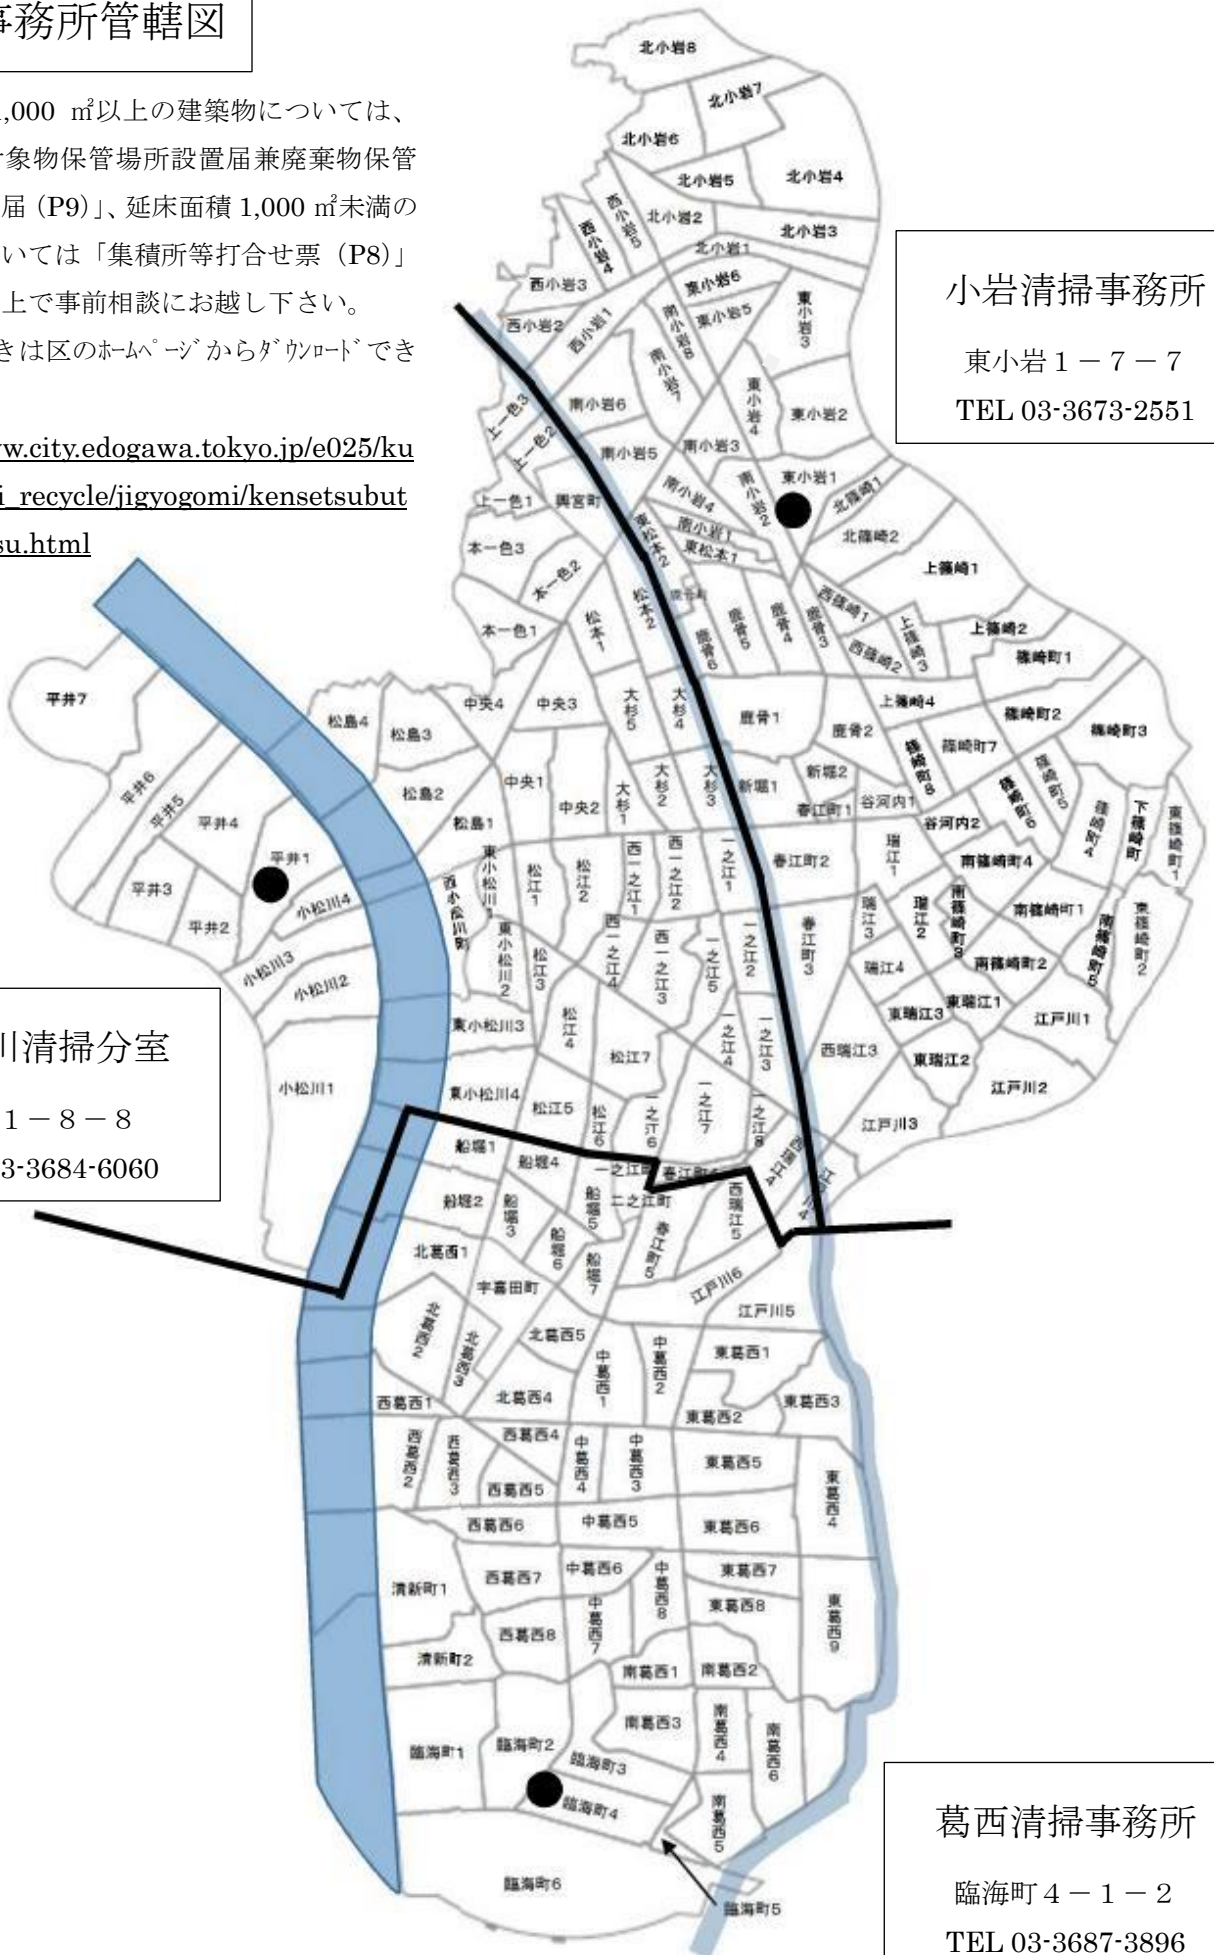 事務所管轄図
1,000 ㎡以上の建築物については、
対象物保管場所設置届兼廃棄物保管
届（P9）」、延床面積 1,000 ㎡未満の
いては「集積所等打合せ票（P8）」
上で事前相談にお越し下さい。
きは区のﾎｰﾑﾍﾟｰｼﾞからﾀﾞｳﾝﾛｰﾄﾞでき
ww.city.edogawa.tokyo.jp/e025/ku
i_recycle/jigyogomi/kensetsubut
su.html
小岩清掃事務所
東小岩１－７－７
TEL 03-3673-2551
川清掃分室
１－８－８
3-3684-6060
葛西清掃事務所
臨海町４－１－２
TEL 03-3687-3896
北小岩8
北小岩7
北小岩6
北小岩5
北小岩4
西小岩5
北小岩2
北小岩3
西小岩4
北小岩1
西小岩3
東小岩6
西小岩2
西小岩1
南小岩8
東小岩5
東小岩3
南小岩7
上一色3
南小岩6
東小岩4
東小岩2
上一色2
南小岩5
南小岩3
上一色1
興宮町
南小岩4
南小岩2
東小岩1
北篠崎1
東松本2
南小岩1
東松本1
北篠崎2
本一色3
本一色2
上篠崎1
本一色1
松本1
松本2
鹿骨6
鹿骨5
鹿骨4
鹿骨3
西篠崎1
西篠崎2
上篠崎3
上篠崎2
篠崎町1
平井7
松島4
松島3
中央4
中央3
大杉5
大杉4
鹿骨1
鹿骨2
上篠崎4
篠崎町2
篠崎町3
篠崎町7
篠崎町8
平井6
平井5
平井4
松島2
中央1
中央2
大杉1
大杉2
大杉3
新堀1
新堀2
春江町1
谷河内1
谷河内2
篠崎町6
篠崎町5
篠崎町4
下篠崎町
東篠崎町1
松島1
平井1
平井3
平井2
小松川4
小松川3
小松川2
小松川1
西小松川町
東小松川1
東小松川2
松江1
松江2
松江3
西一之江1
西一之江2
西一之江4
西一之江3
一之江1
一之江2
一之江5
春江町2
春江町3
瑞江1
瑞江3
瑞江2
瑞江4
南篠崎町4
南篠崎町3
南篠崎町1
南篠崎町2
南篠崎町5
東篠崎町2
東小松川3
松江4
松江7
一之江4
一之江3
西瑞江3
東瑞江3
東瑞江1
東瑞江2
江戸川1
江戸川2
江戸川3
東小松川4
松江5
松江6
一之江6
一之江7
一之江8
西瑞江4
江戸川4
船堀1
船堀4
船堀2
船堀3
船堀5
船堀6
船堀7
二之江町
春江町5
西瑞江5
江戸川6
江戸川5
北葛西1
宇喜田町
北葛西2
北葛西3
北葛西5
北葛西4
中葛西1
中葛西2
東葛西1
東葛西2
東葛西3
西葛西1
西葛西2
西葛西3
西葛西4
西葛西5
中葛西4
中葛西3
東葛西5
東葛西4
西葛西6
中葛西5
東葛西6
清新町1
西葛西7
中葛西6
中葛西8
東葛西7
東葛西8
東葛西9
西葛西8
中葛西7
清新町2
南葛西1
南葛西2
臨海町1
臨海町2
臨海町3
臨海町4
南葛西3
南葛西4
南葛西6
南葛西5
臨海町6
臨海町5